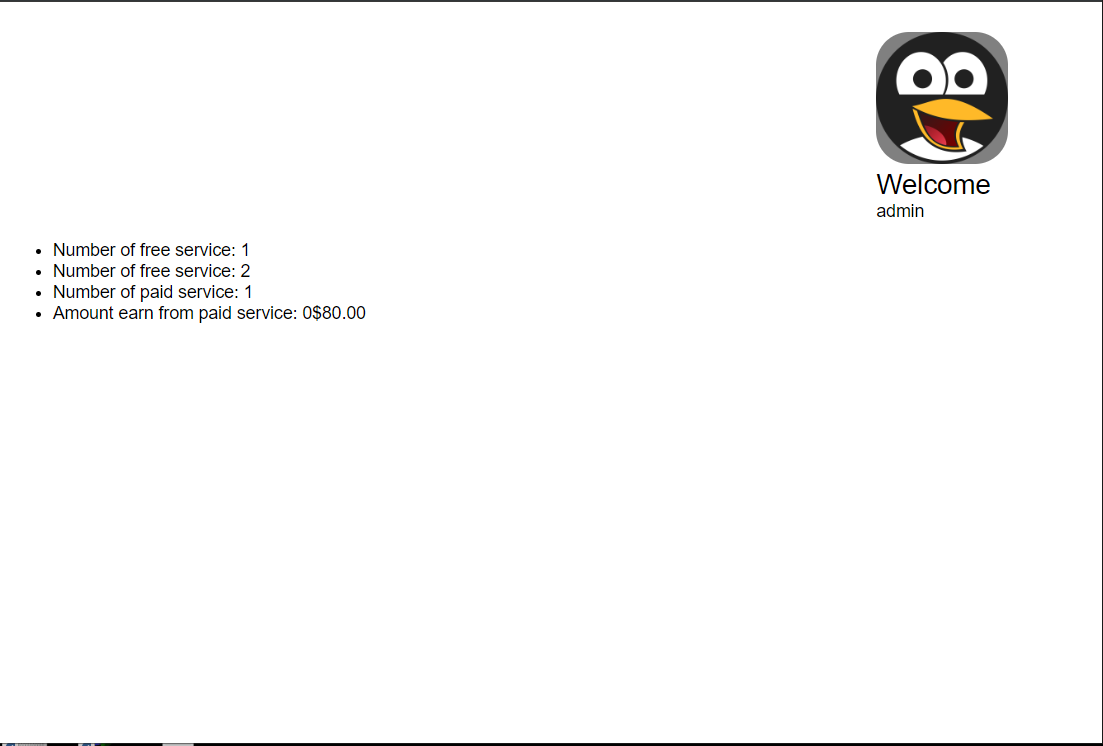 Welcome
admin
Number of free service: 1
Number of free service: 2
Number of paid service: 1
Amount earn from paid service: 0$80.00